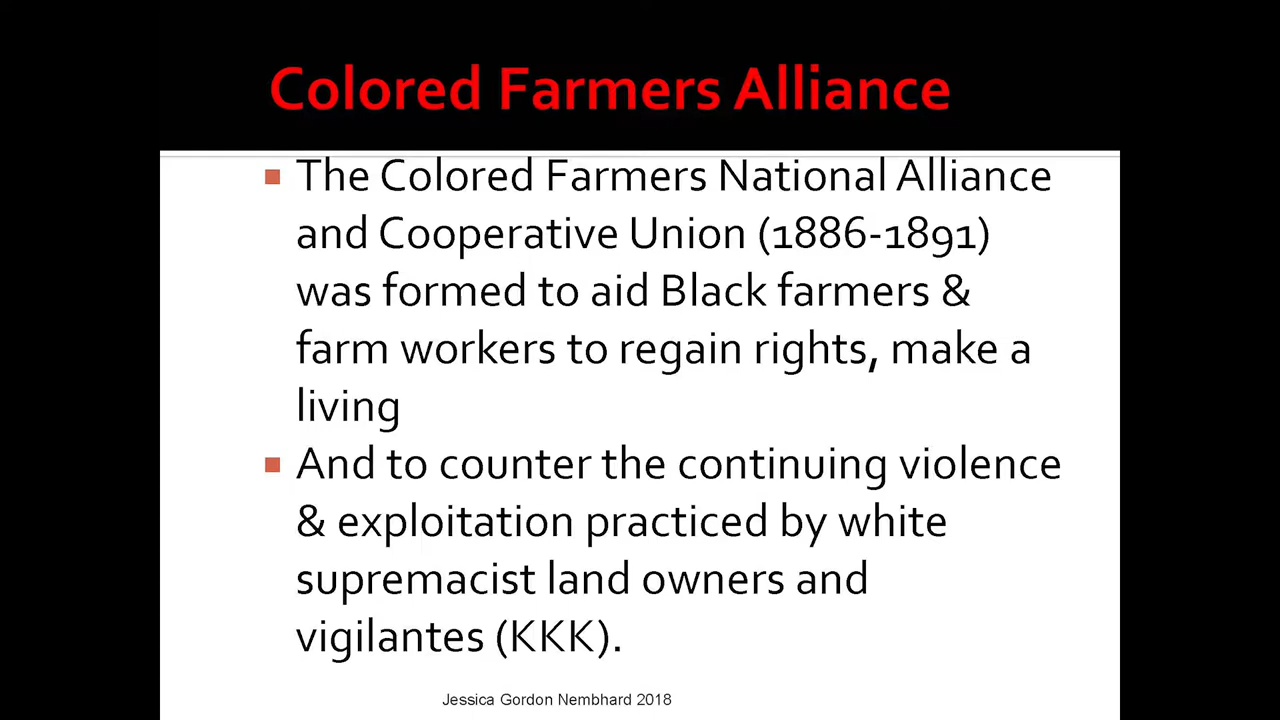 Colored Farmers Alliance
The Colored Farmers National Alliance
and Cooperative Union (1886-1891)
was formed to aid Black farmers &
farm workers to regain rights, make a
living
And to counter the continuing violence
& exploitation practiced by white
supremacist land owners and
vigilantes (KKK).
Jessica Gordon Nembhard 2018